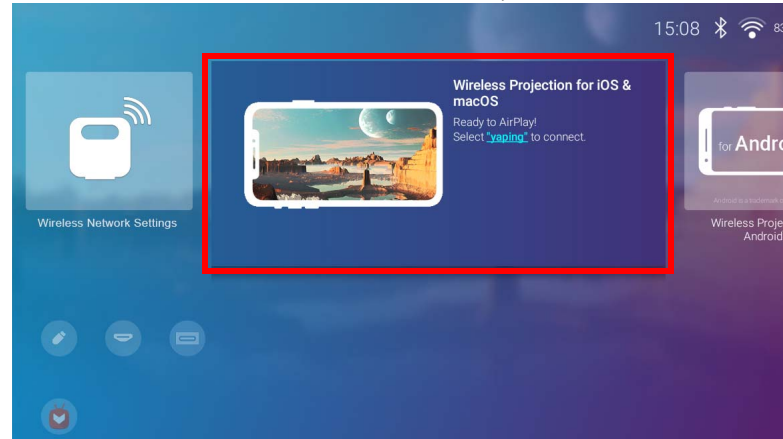 15:08
83
Wireless Projection for iOS &
macOS
Ready to AirPlay!
Select "yaping" to connect.
for Andro
Wireless Network Settings
Wireless Proje
Android